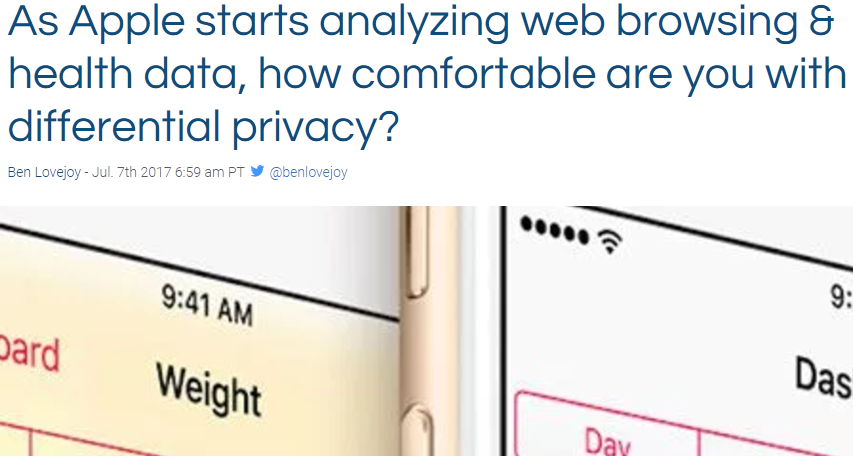 As Apple starts analyzing web browsing &
health data, how comfortable are you with
differential privacy?
Ben Lovejoy - Jul. 7th 2017 6:59 am PT @benlovejoy
9:41 AM
9:
oard
Weight
Das
Day